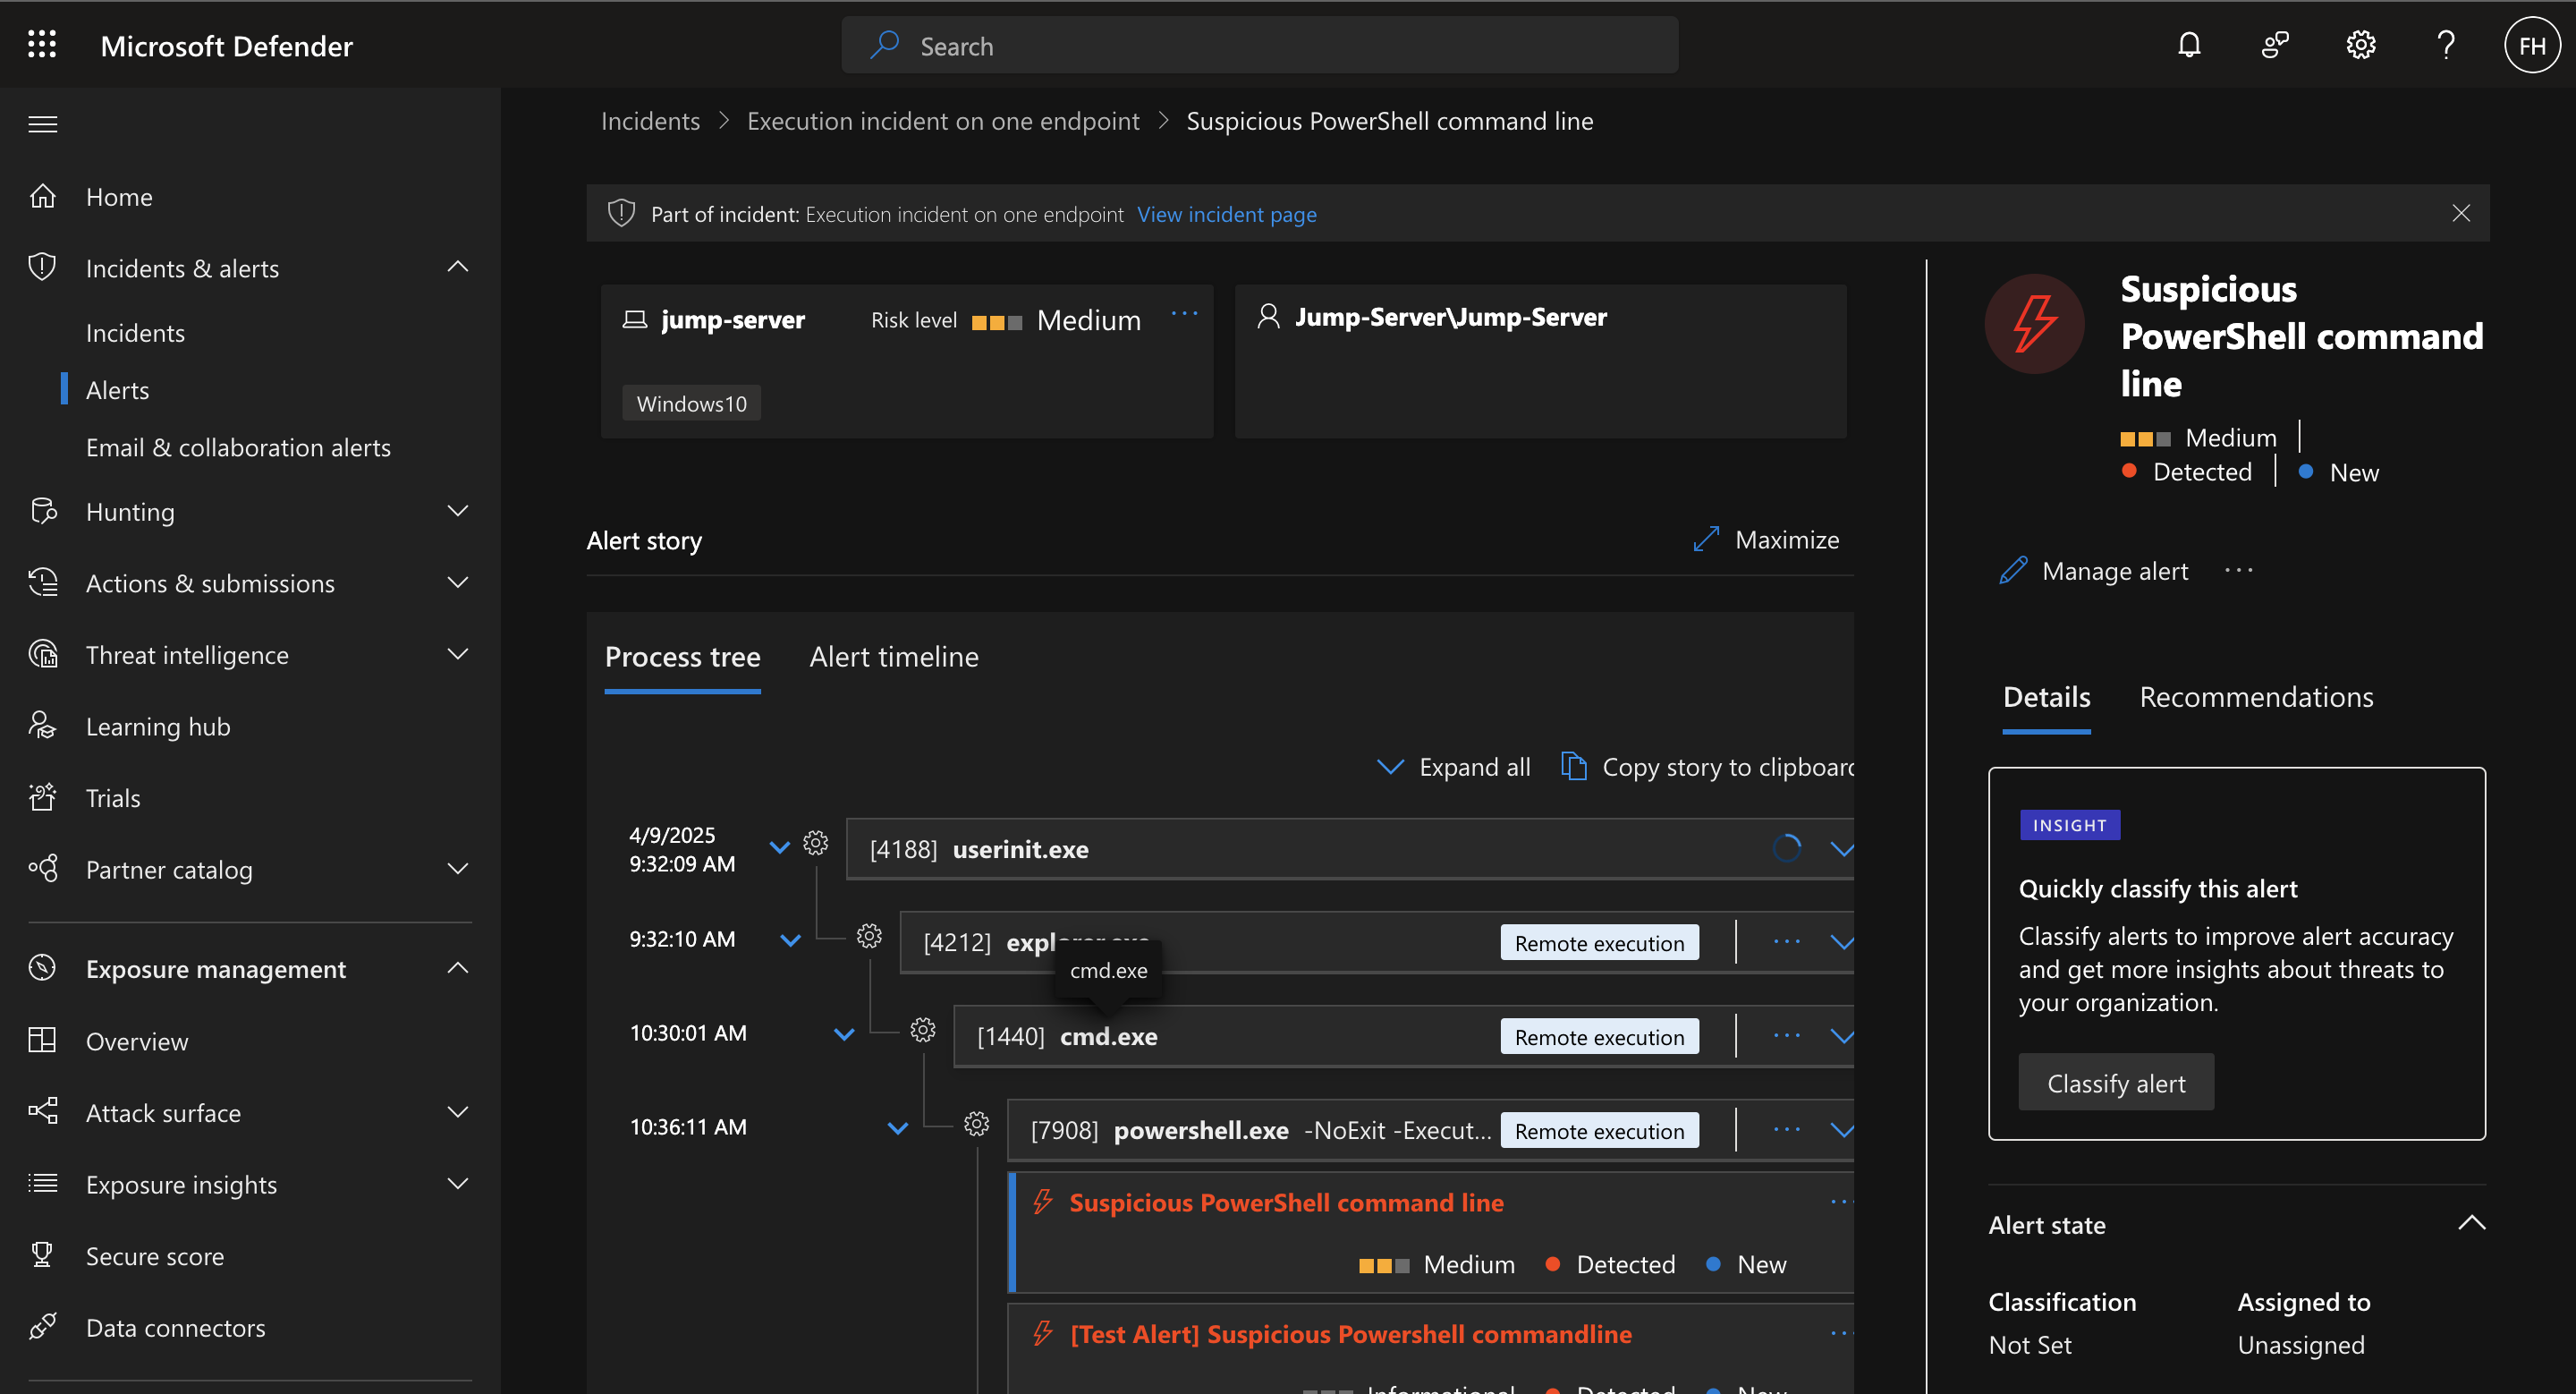 Microsoft Defender
Search
FH
Home
Incidents & alerts
Incidents
Alerts
Email & collaboration alerts
Hunting
Actions & submissions
Threat intelligence
Learning hub
Trials
Partner catalog
Exposure management
Overview
Attack surface
Exposure insights
Secure score
Data connectors
Incidents > Execution incident on one endpoint > Suspicious PowerShell command line
Part of incident: Execution incident on one endpoint View incident page
jump-server Risk level Medium ...
Windows10
Jump-Server\Jump-Server
Alert story
Maximize
Process tree Alert timeline
Expand all Copy story to clipboard
4/9/2025
9:32:09 AM
[4188] userinit.exe
9:32:10 AM
[4212] explorer.exe Remote execution ...
cmd.exe
10:30:01 AM
[1440] cmd.exe Remote execution ...
10:36:11 AM
[7908] powershell.exe -NoExit -Execut... Remote execution ...
Suspicious PowerShell command line
Medium Detected New
[Test Alert] Suspicious Powershell commandline
Informational Detected New
Suspicious
PowerShell command
line
Medium
Detected New
Manage alert ...
Details Recommendations
INSIGHT
Quickly classify this alert
Classify alerts to improve alert accuracy
and get more insights about threats to
your organization.
Classify alert
Alert state
Classification Assigned to
Not Set Unassigned